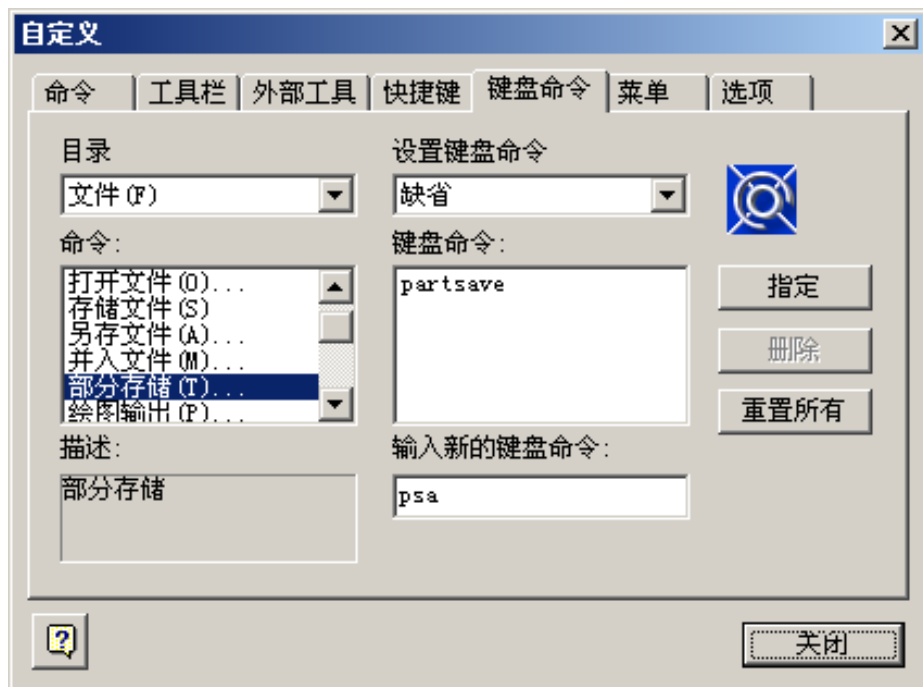 自定义
命令 工具栏 外部工具 快捷键 键盘命令 菜单 选项
目录
文件(F)
命令:
打开文件(O)...
存储文件(S)
另存文件(A)...
并入文件(M)...
部分存储(T)...
绘图输出(P)...
描述:
部分存储
设置键盘命令
缺省
键盘命令:
partsave
输入新的键盘命令:
psa
指定
删除
重置所有
关闭